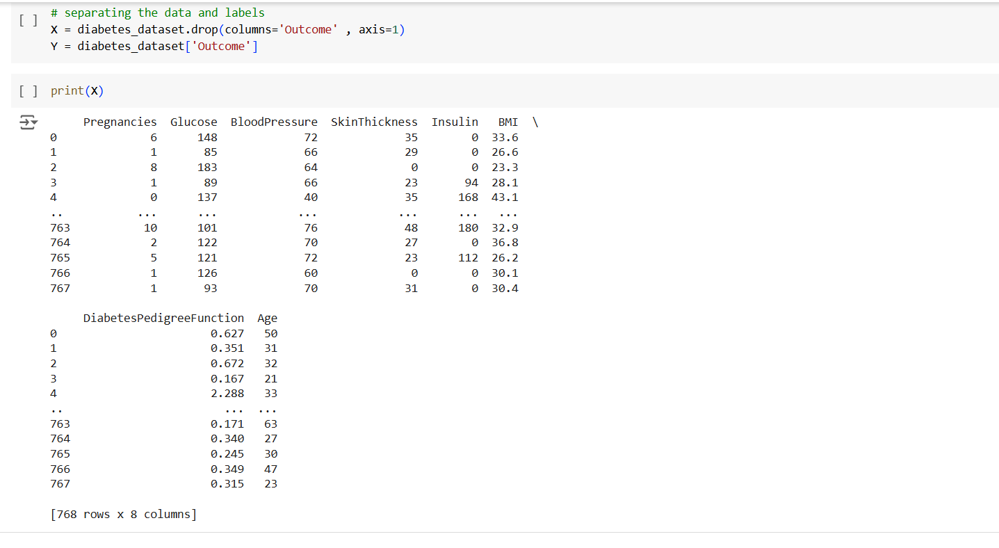 [ ] # separating the data and labels
X = diabetes_dataset.drop(columns='Outcome' , axis=1)
Y = diabetes_dataset['Outcome']
[ ] print(X)
Pregnancies Glucose BloodPressure SkinThickness Insulin BMI \
0 6 148 72 35 0 33.6
1 1 85 66 29 0 26.6
2 8 183 64 0 0 23.3
3 1 89 66 23 94 28.1
4 0 137 40 35 168 43.1
.. ... ... ... ... ... ...
763 10 101 76 48 180 32.9
764 2 122 70 27 0 36.8
765 5 121 72 23 112 26.2
766 1 126 60 0 0 30.1
767 1 93 70 31 0 30.4
DiabetesPedigreeFunction Age
0 0.627 50
1 0.351 31
2 0.672 32
3 0.167 21
4 2.288 33
.. ... ...
763 0.171 63
764 0.340 27
765 0.245 30
766 0.349 47
767 0.315 23
[768 rows x 8 columns]